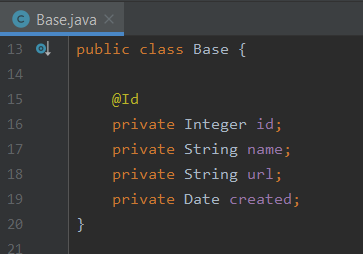 C Base.java ×
13 public class Base {
14
15 @Id
16 private Integer id;
17 private String name;
18 private String url;
19 private Date created;
20 }
21